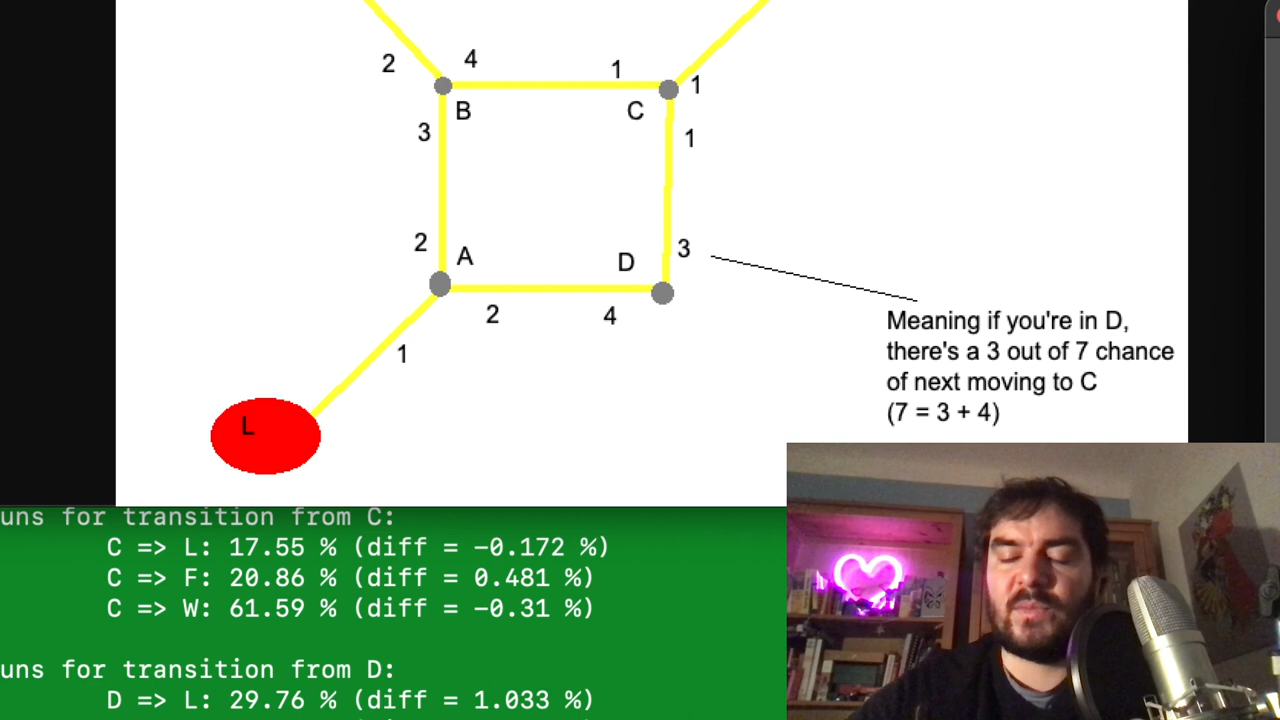 2 4 1 1
B C
3 1
2 A D 3
2 4
1
L
Meaning if you're in D,
there's a 3 out of 7 chance
of next moving to C
(7 = 3 + 4)
uns for transition from C:
C => L: 17.55 % (diff = -0.172 %)
C => F: 20.86 % (diff = 0.481 %)
C => W: 61.59 % (diff = -0.31 %)
uns for transition from D:
D => L: 29.76 % (diff = 1.033 %)